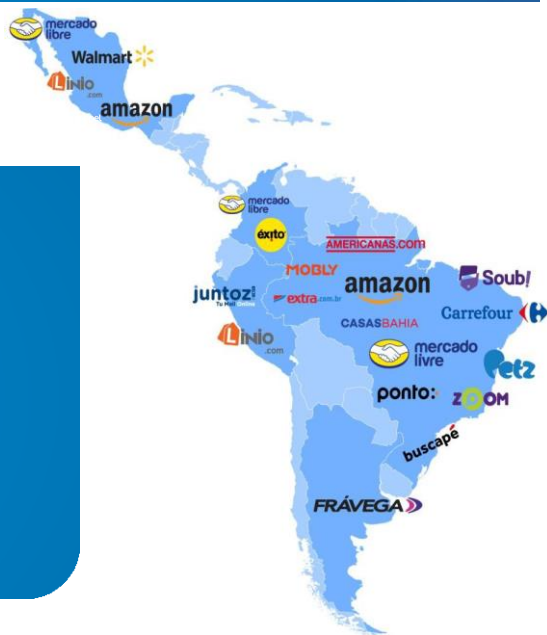 mercado
libre
Walmart
Linio
.com
amazon
mercado
libre
éxito
AMERICANAS.com
MOBLY
amazon
Soub!
juntoz
.com
Tu Mall Online
extra.com.br
Carrefour
CASASBAHIA
Linio
.com
mercado
livre
Petz
ponto:
ZOOM
buscapé
FRÁVEGA